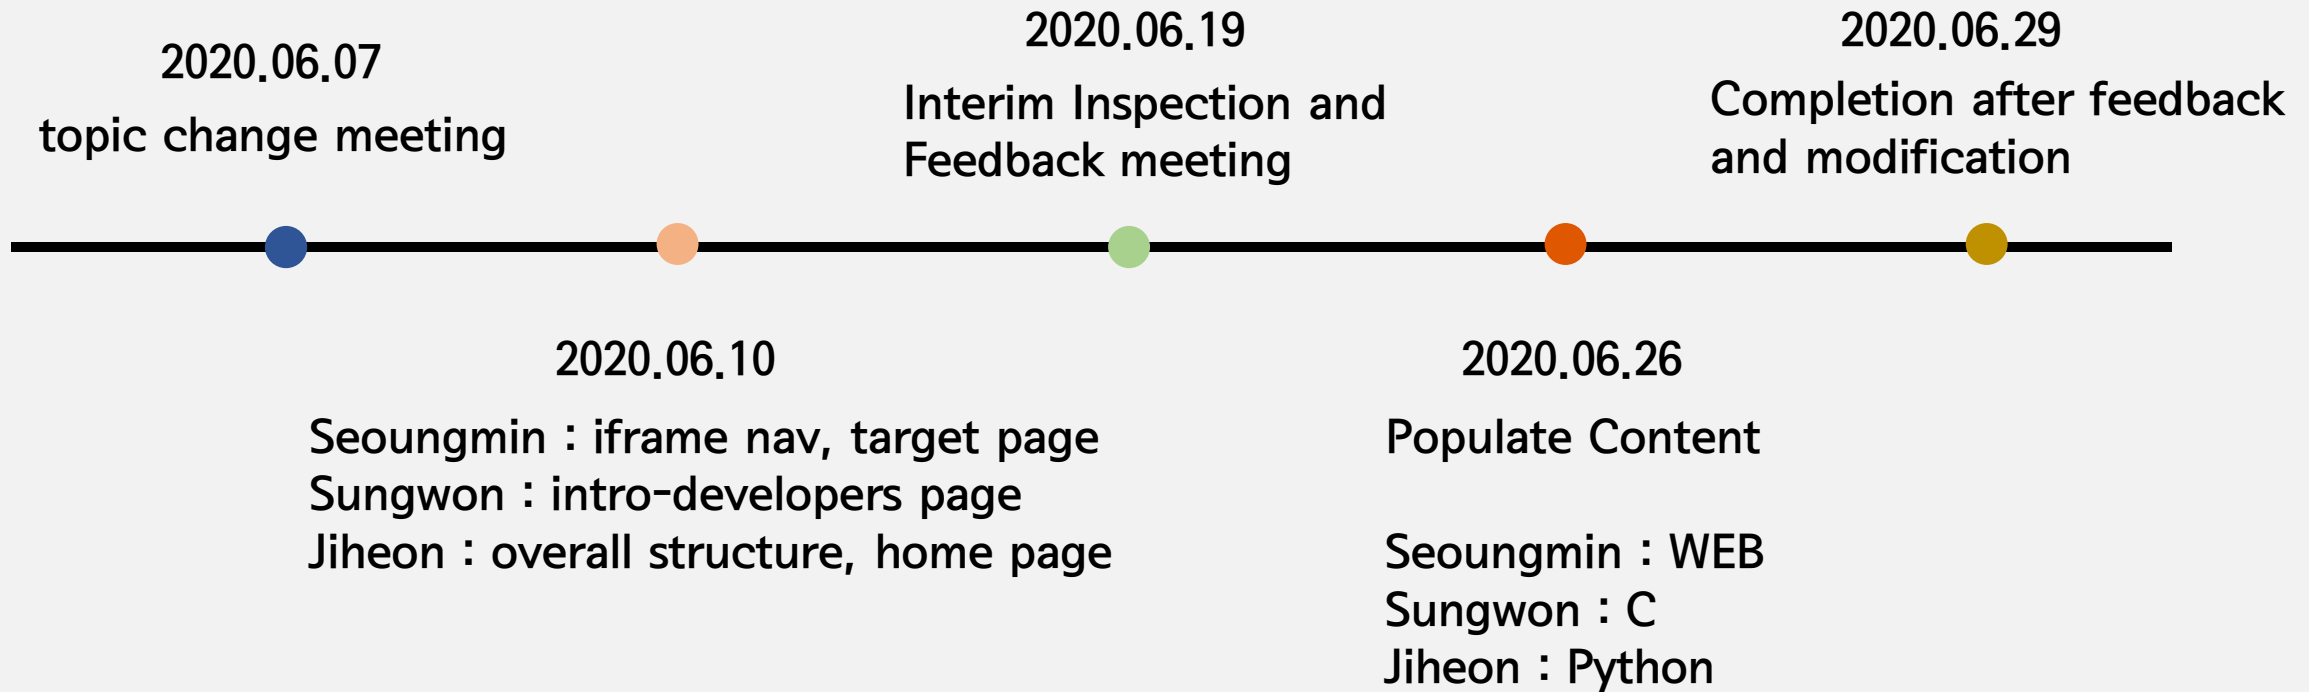 2020.06.07
topic change meeting
2020.06.10
Seoungmin : iframe nav, target page
Sungwon : intro-developers page
Jiheon : overall structure, home page
2020.06.19
Interim Inspection and
Feedback meeting
2020.06.26
Populate Content
Seoungmin : WEB
Sungwon : C
Jiheon : Python
2020.06.29
Completion after feedback
and modification